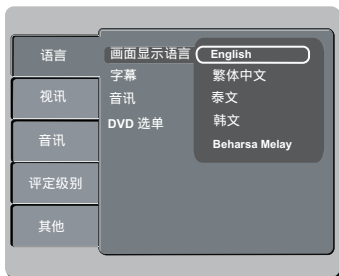 语言
视讯
音讯
评定级别
其他
画面显示语言
字幕
音讯
DVD 选单
English
繁体中文
泰文
韩文
Beharsa Melay